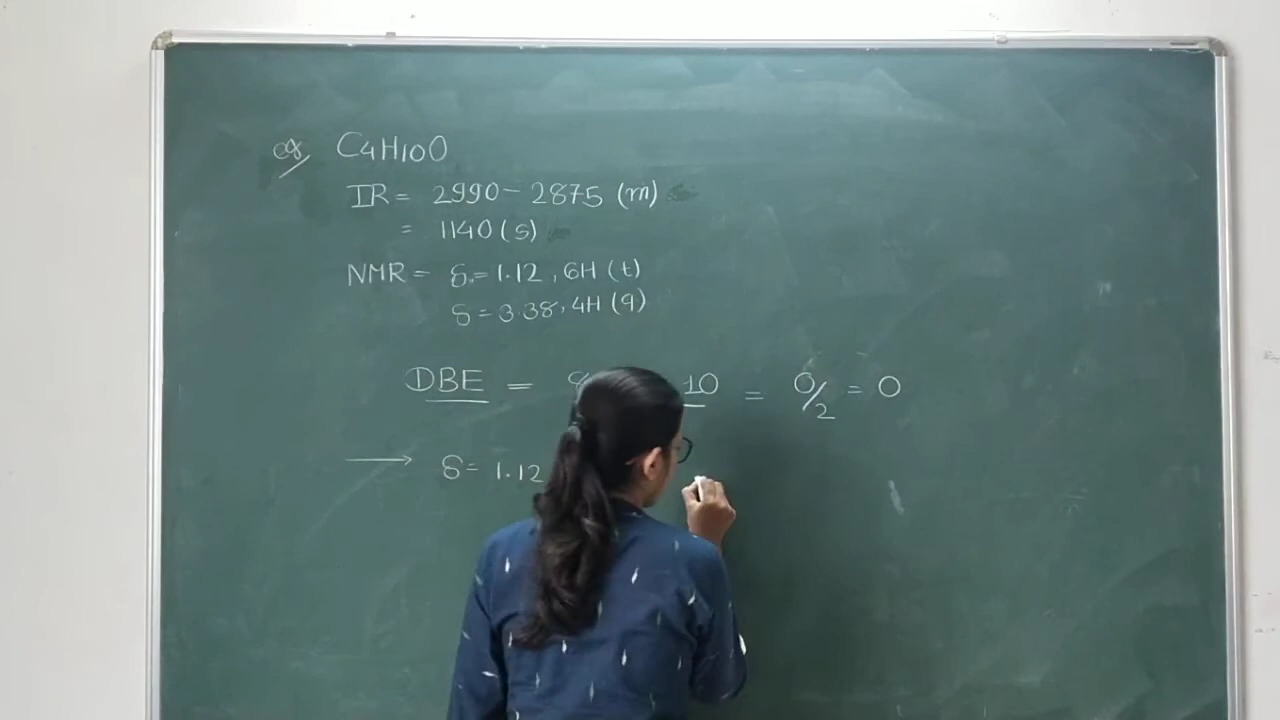 eg/ C4H10O
IR = 2990 - 2875 (m)
= 1140 (s)
NMR = δ = 1.12, 6H (t)
δ = 3.38, 4H (q)
DBE = 10 = 0/2 = 0
→ δ = 1.12